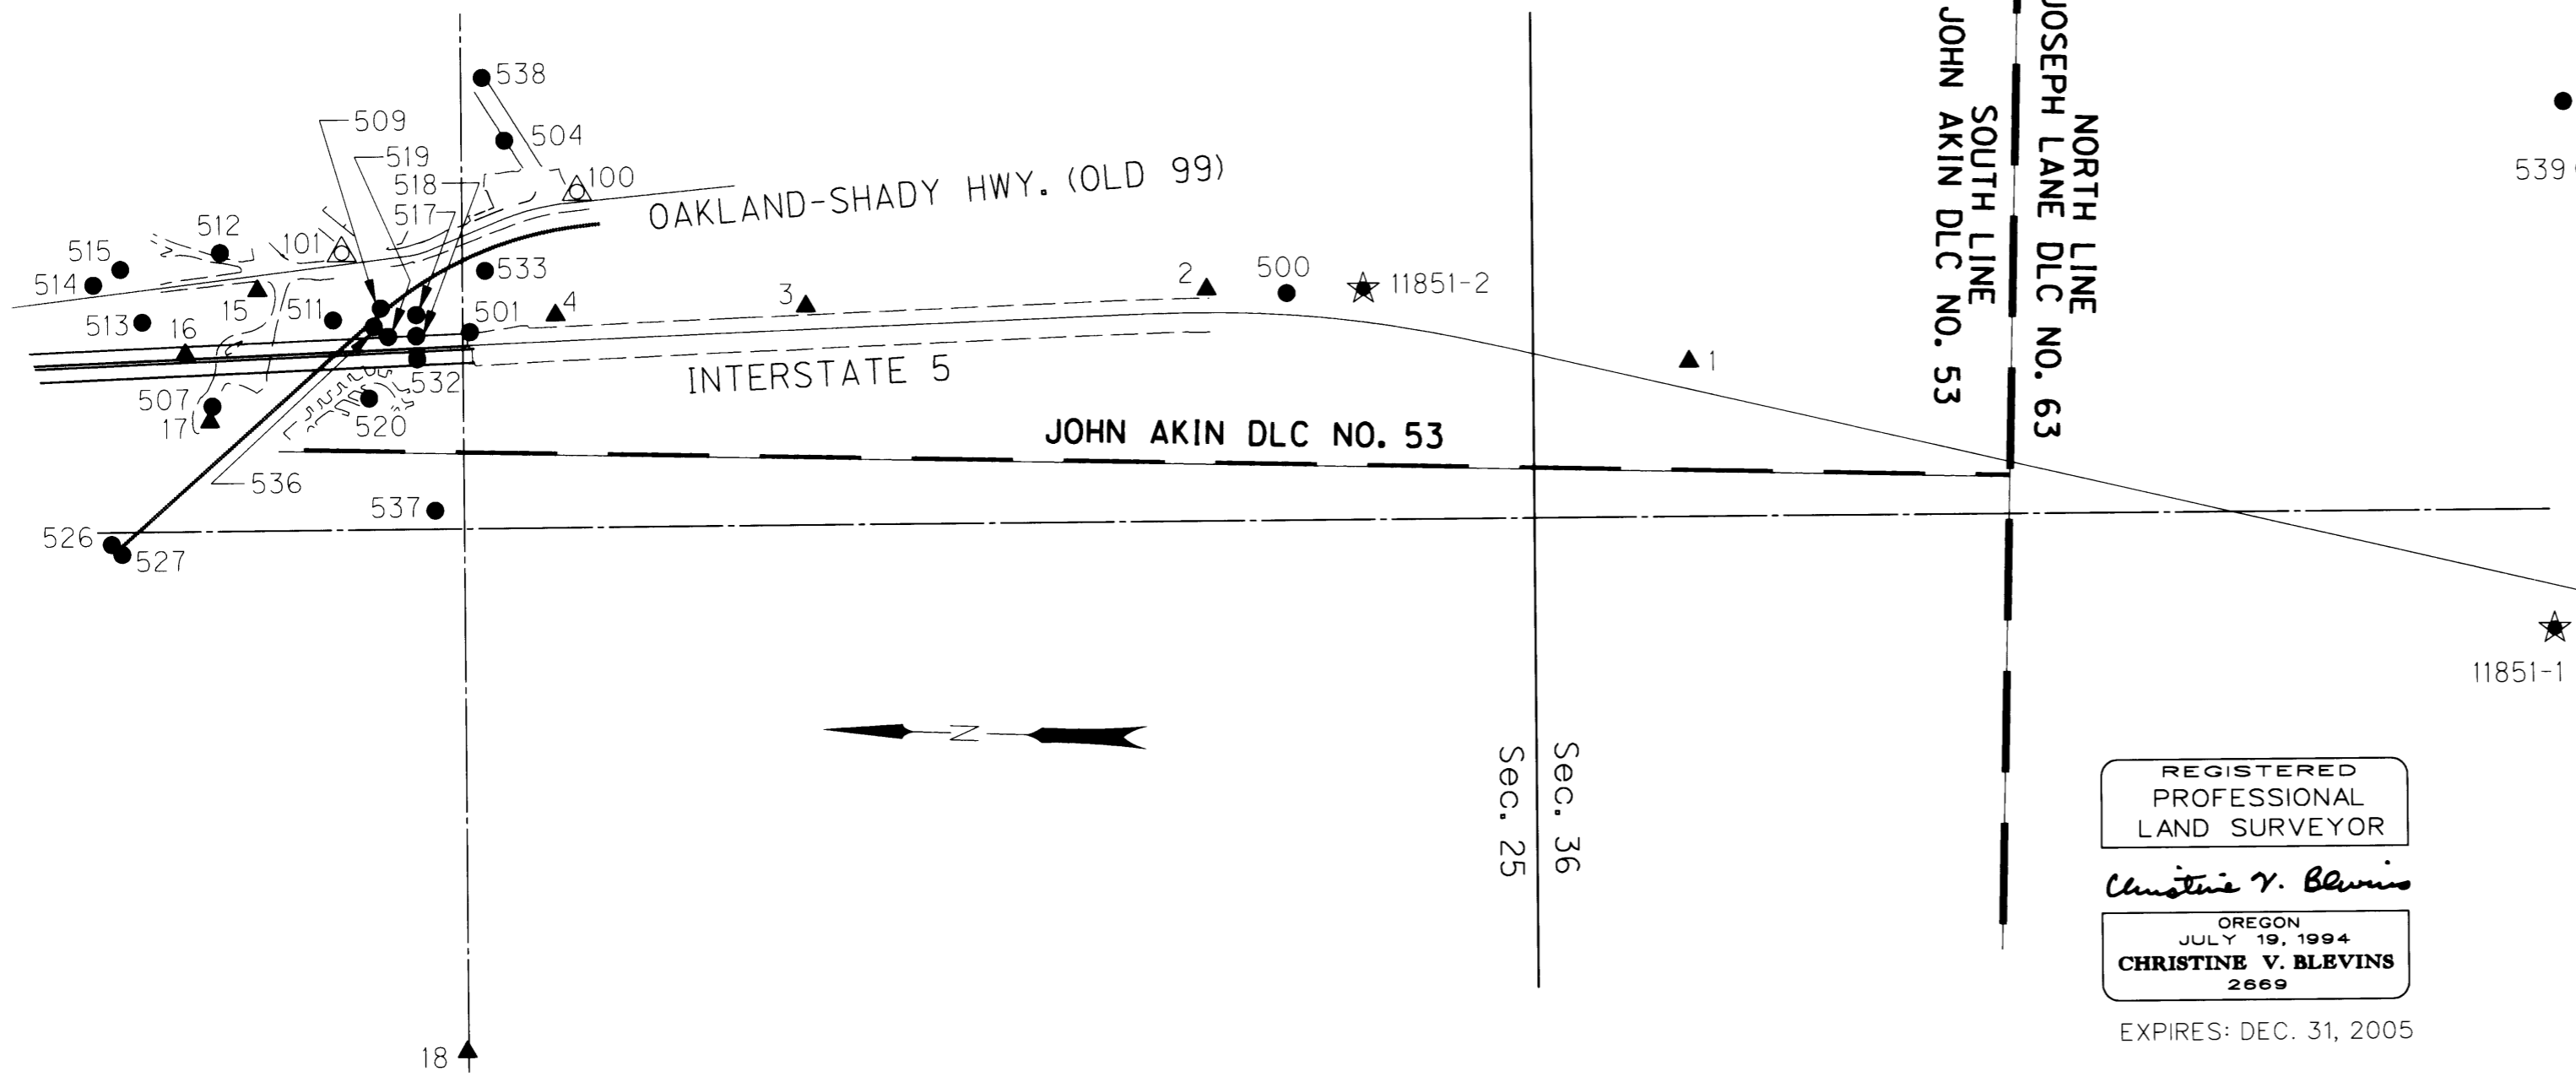 538
509
504
519
518
100
517
OAKLAND-SHADY HWY. (OLD 99)
512
101
515
514
15
511
533
513
16
501
4
3
2
500
11851-2
1
532
INTERSTATE 5
507
17
520
JOHN AKIN DLC NO. 53
536
537
526
527
SOUTH LINE
JOHN AKIN DLC NO. 53
NORTH LINE
JOSEPH LANE DLC NO. 63
539
11851-1
N
Sec. 36
Sec. 25
18
REGISTERED
PROFESSIONAL
LAND SURVEYOR
Christine V. Blevins
OREGON
JULY 19, 1994
CHRISTINE V. BLEVINS
2669
EXPIRES: DEC. 31, 2005